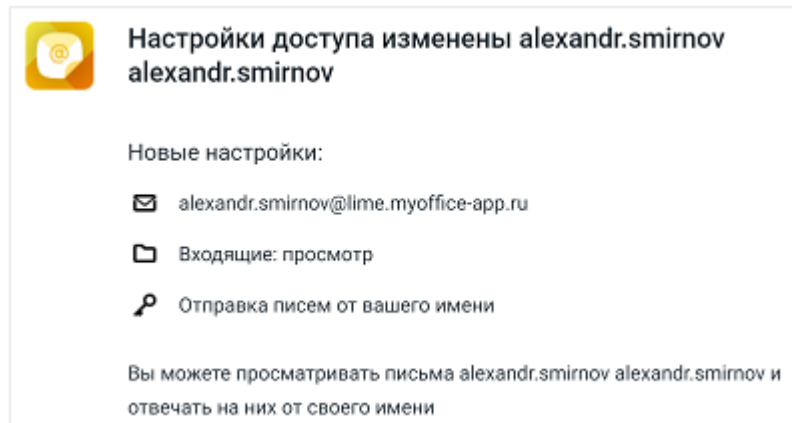 Настройки доступа изменены alexandr.smirnov
alexandr.smirnov
Новые настройки:
alexandr.smirnov@lime.myoffice-app.ru
Входящие: просмотр
Отправка писем от вашего имени
Вы можете просматривать письма alexandr.smirnov alexandr.smirnov и
отвечать на них от своего имени